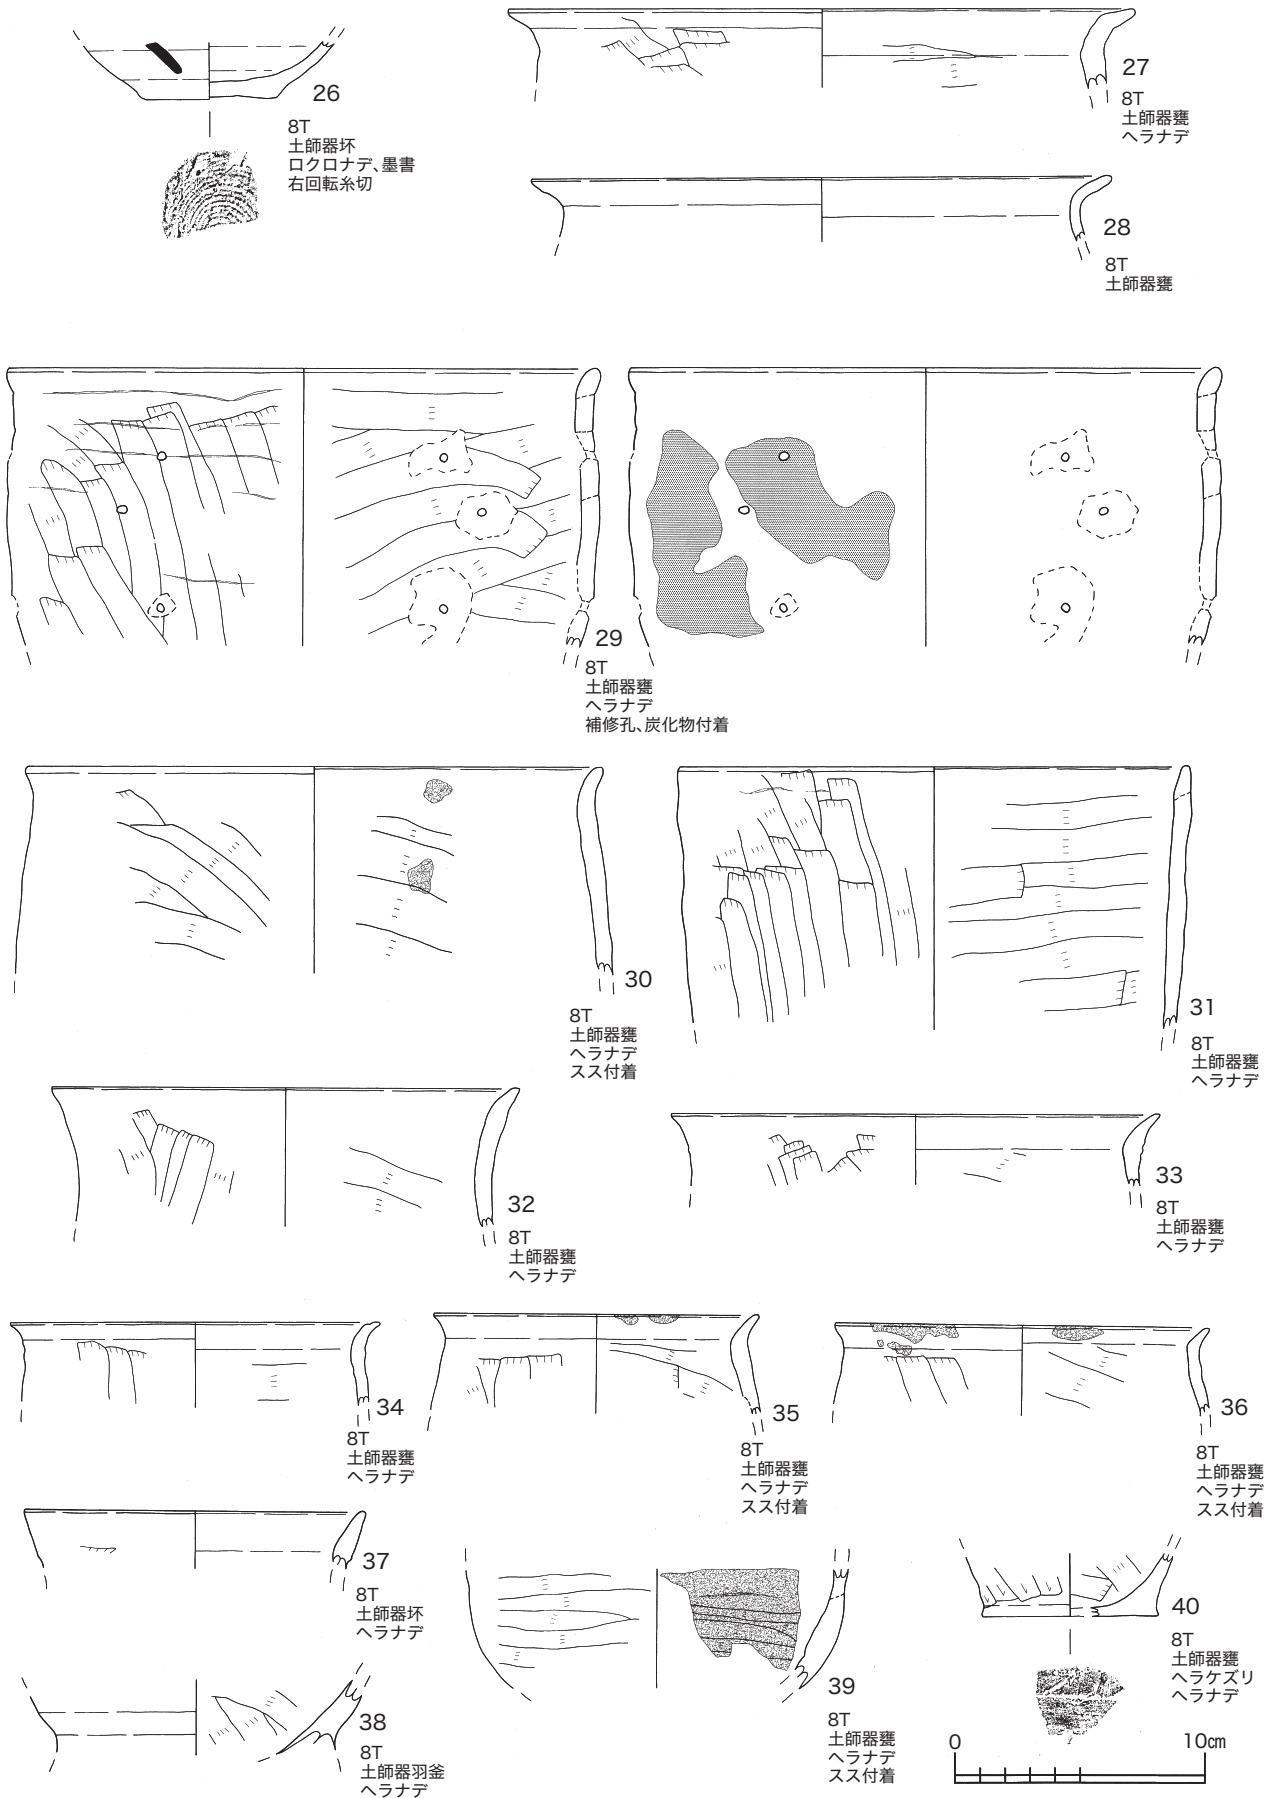 26
8T
土師器坏
ロクロナデ、墨書
右回転糸切
27
8T
土師器甕
ヘラナデ
28
8T
土師器甕
29
8T
土師器甕
ヘラナデ
補修孔、炭化物付着
30
8T
土師器甕
ヘラナデ
スス付着
31
8T
土師器甕
ヘラナデ
32
8T
土師器甕
ヘラナデ
33
8T
土師器甕
ヘラナデ
34
8T
土師器甕
ヘラナデ
35
8T
土師器甕
ヘラナデ
スス付着
36
8T
土師器甕
ヘラナデ
スス付着
37
8T
土師器坏
ヘラナデ
38
8T
土師器羽釜
ヘラナデ
39
8T
土師器甕
ヘラナデ
スス付着
40
8T
土師器甕
ヘラケズリ
ヘラナデ
0 10㎝